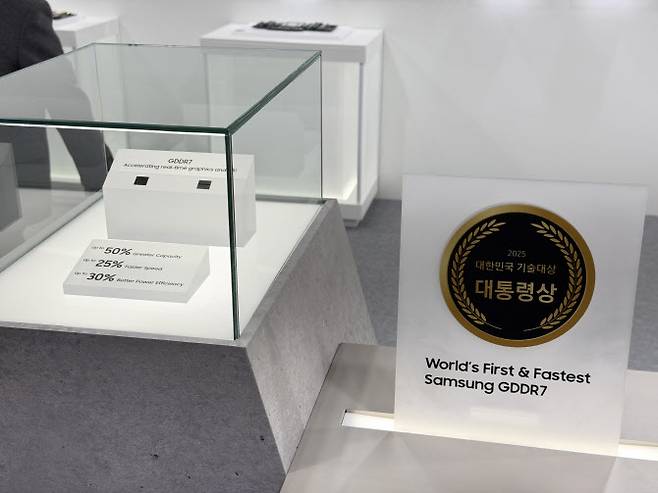 GDDR7
Accelerating real-time graphics and AI
Up to 50% Greater Capacity
Up to 25% Faster Speed
Up to 30% Better Power Efficiency
2025
대한민국 기술대상
대통령상
World's First & Fastest
Samsung GDDR7